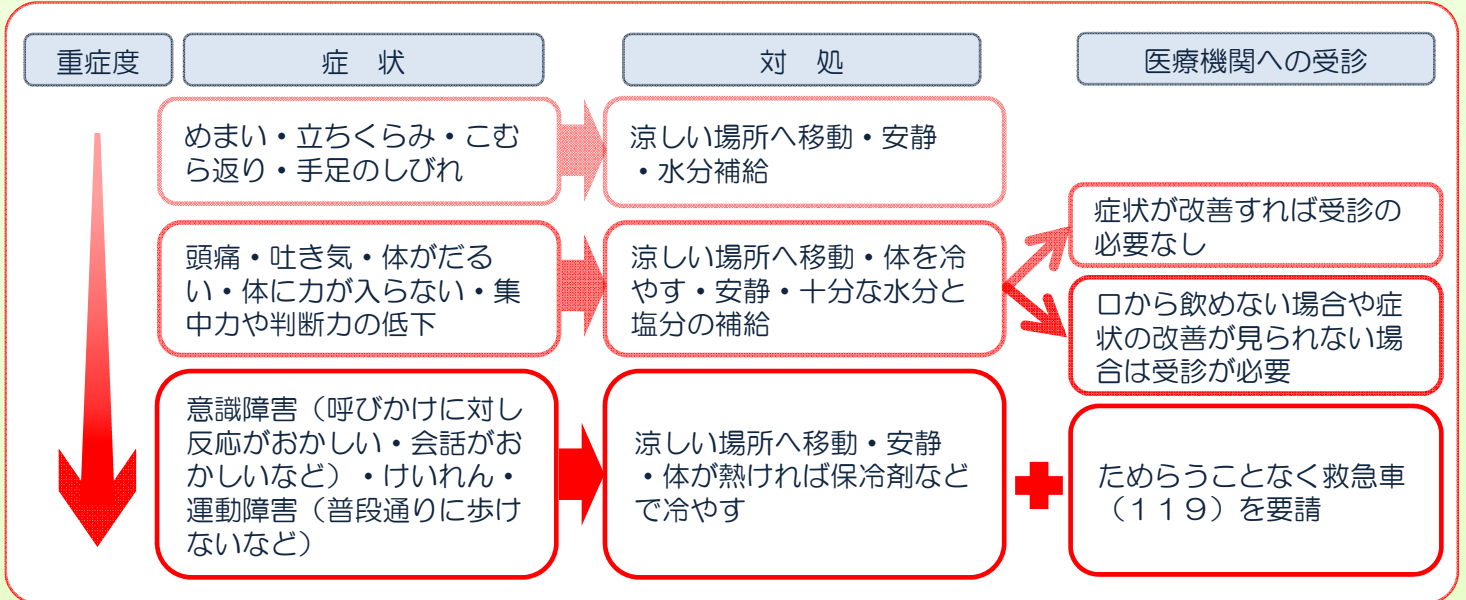 重症度
症　状
対　処
医療機関への受診
めまい・立ちくらみ・こむ
ら返り・手足のしびれ
涼しい場所へ移動・安静
・水分補給
頭痛・吐き気・体がだる
い・体に力が入らない・集
中力や判断力の低下
涼しい場所へ移動・体を冷
やす・安静・十分な水分と
塩分の補給
症状が改善すれば受診の
必要なし
口から飲めない場合や症
状の改善が見られない場
合は受診が必要
意識障害（呼びかけに対し
反応がおかしい・会話がお
かしいなど）・けいれん・
運動障害（普段通りに歩け
ないなど）
涼しい場所へ移動・安静
・体が熱ければ保冷剤など
で冷やす
ためらうことなく救急車
（１１９）を要請